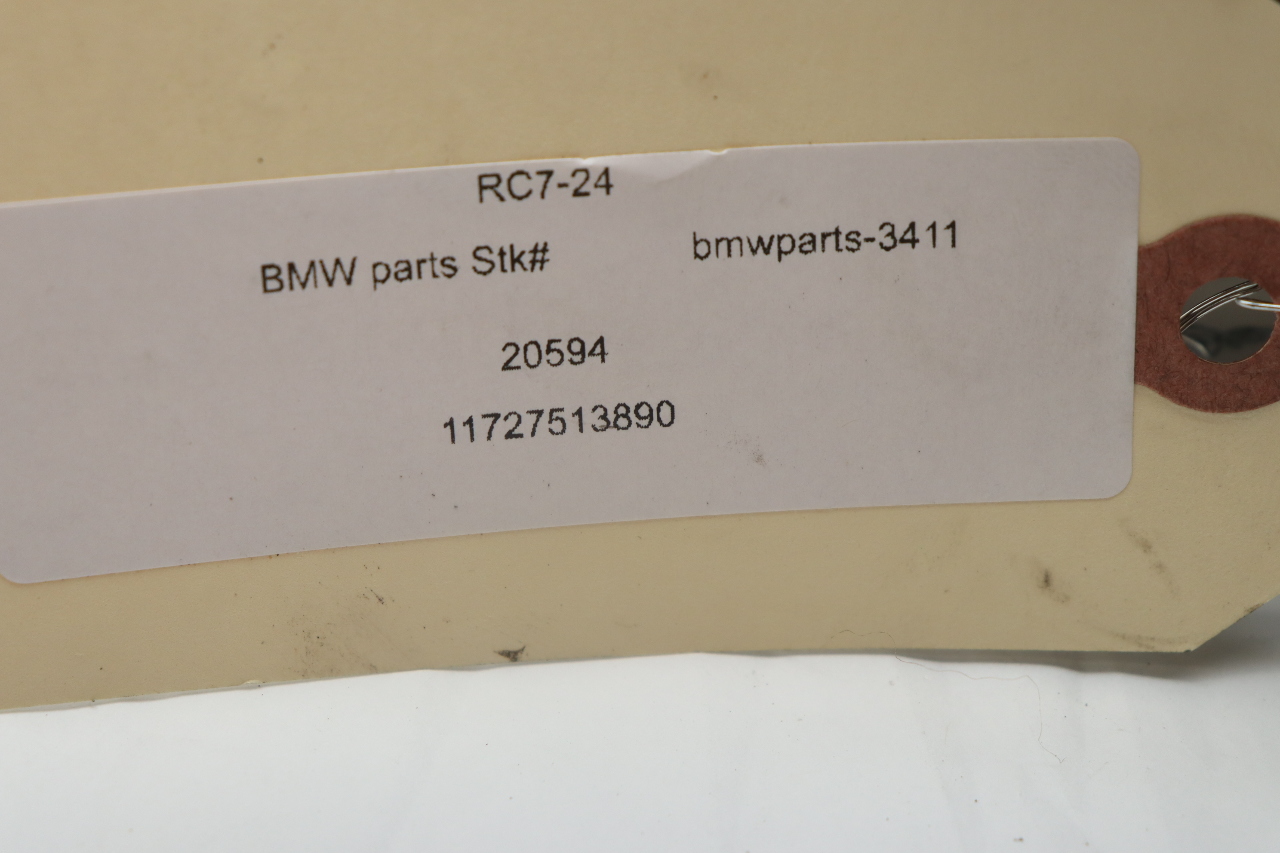 RC7-24
BMW parts Stk# bmwparts-3411
20594
11727513890